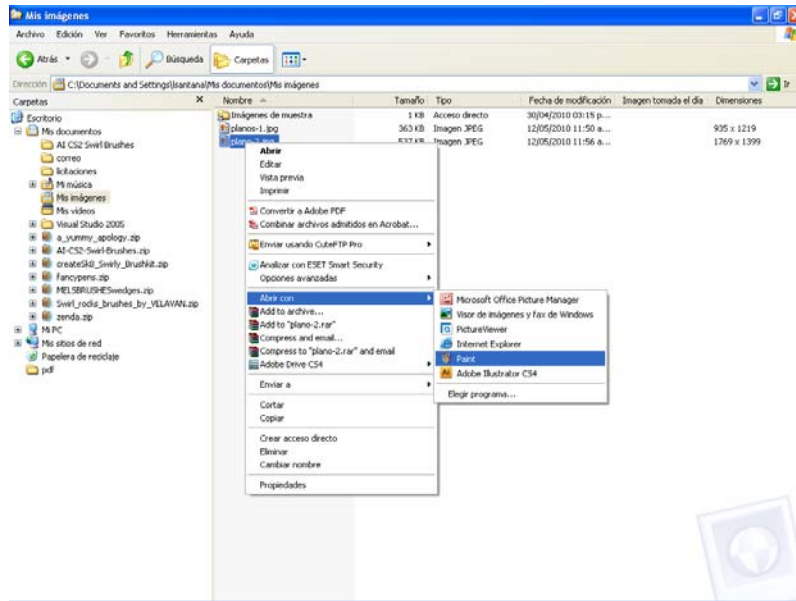 Mis imágenes
Archivo Edición Ver Favoritos Herramientas Ayuda
Atrás Búsqueda Carpetas
Dirección C:\Documents and Settings\lsantana\Mis documentos\Mis imágenes Ir
Carpetas
Escritorio
Mis documentos
AI CS2 Swirl Brushes
correo
licitaciones
Mi música
Mis imágenes
Mis vídeos
Visual Studio 2005
a_yummy_apology.zip
AI-CS2-Swirl-Brushes.zip
createSk8_Swirly_Brushkit.zip
fancypens.zip
MELSBRUSHESwedges.zip
Swirl_rocks_brushes_by_VELAVAN.zip
zenda.zip
Mi PC
Mis sitios de red
Papelera de reciclaje
pdf
Nombre Tamaño Tipo Fecha de modificación Imagen tomada el día Dimensiones
Imágenes de muestra 1 KB Acceso directo 30/04/2010 03:15 p...
planos-1.jpg 363 KB Imagen JPEG 12/05/2010 11:50 a... 935 x 1219
plano-2.jpg 537 KB Imagen JPEG 12/05/2010 11:56 a... 1769 x 1399
Abrir
Editar
Vista previa
Imprimir
Convertir a Adobe PDF
Combinar archivos admitidos en Acrobat...
Enviar usando CuteFTP Pro
Analizar con ESET Smart Security
Opciones avanzadas
Abrir con
Add to archive...
Add to "plano-2.rar"
Compress and email...
Compress to "plano-2.rar" and email
Adobe Drive CS4
Enviar a
Cortar
Copiar
Crear acceso directo
Eliminar
Cambiar nombre
Propiedades
Microsoft Office Picture Manager
Visor de imágenes y fax de Windows
PictureViewer
Internet Explorer
Paint
Adobe Illustrator CS4
Elegir programa...